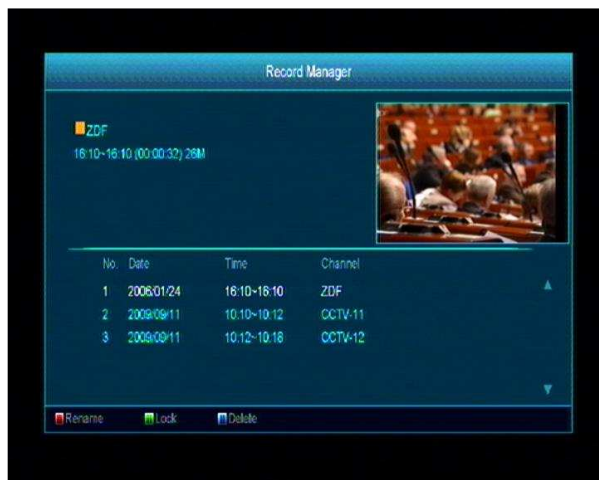 Record Manager
ZDF
16:10~16:10 (00:00:32) 26M
No. Date Time Channel
1 2006/01/24 16:10~16:10 ZDF
2 2009/09/11 10:10~10:12 CCTV-11
3 2009/09/11 10:12~10:18 CCTV-12
Rename Lock Delete